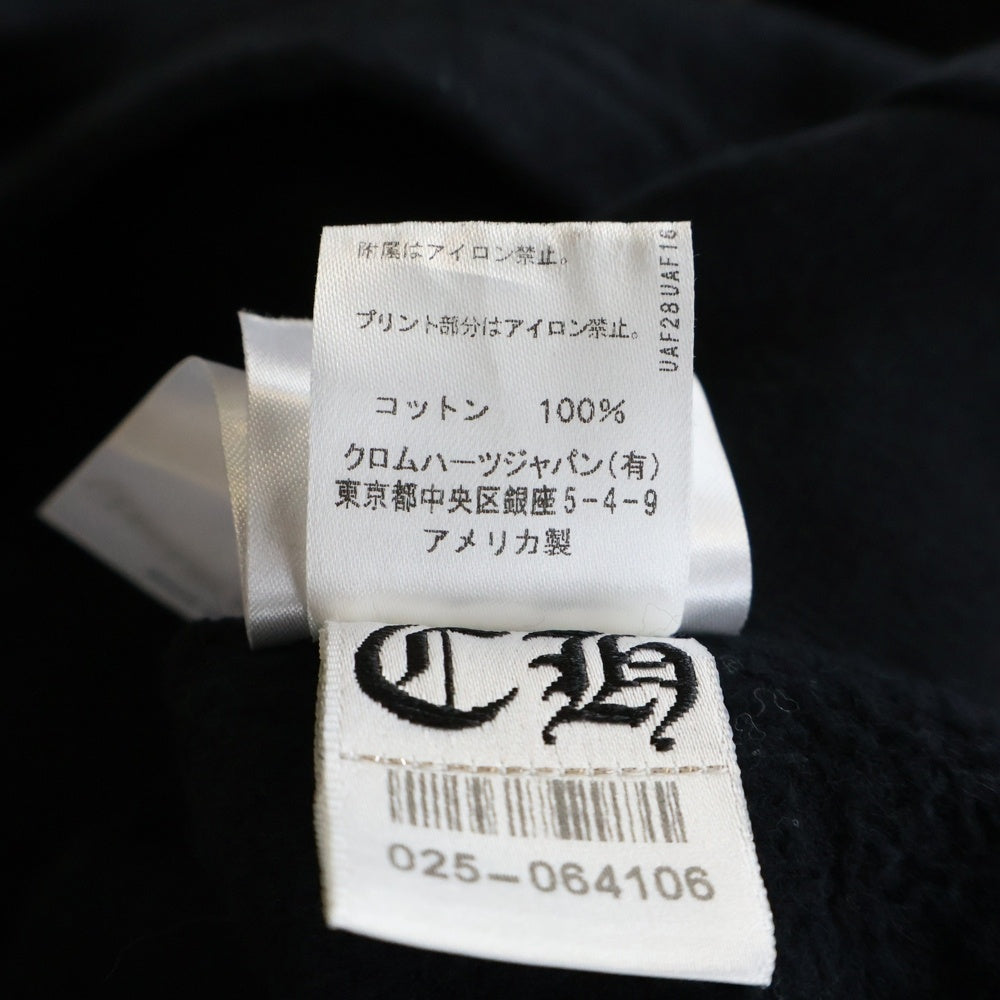 附属はアイロン禁止。
プリント部分はアイロン禁止。
UAF28UAF16
コットン 100%
クロムハーツジャパン(有)
東京都中央区銀座5-4-9
アメリカ製
CH
025-064106